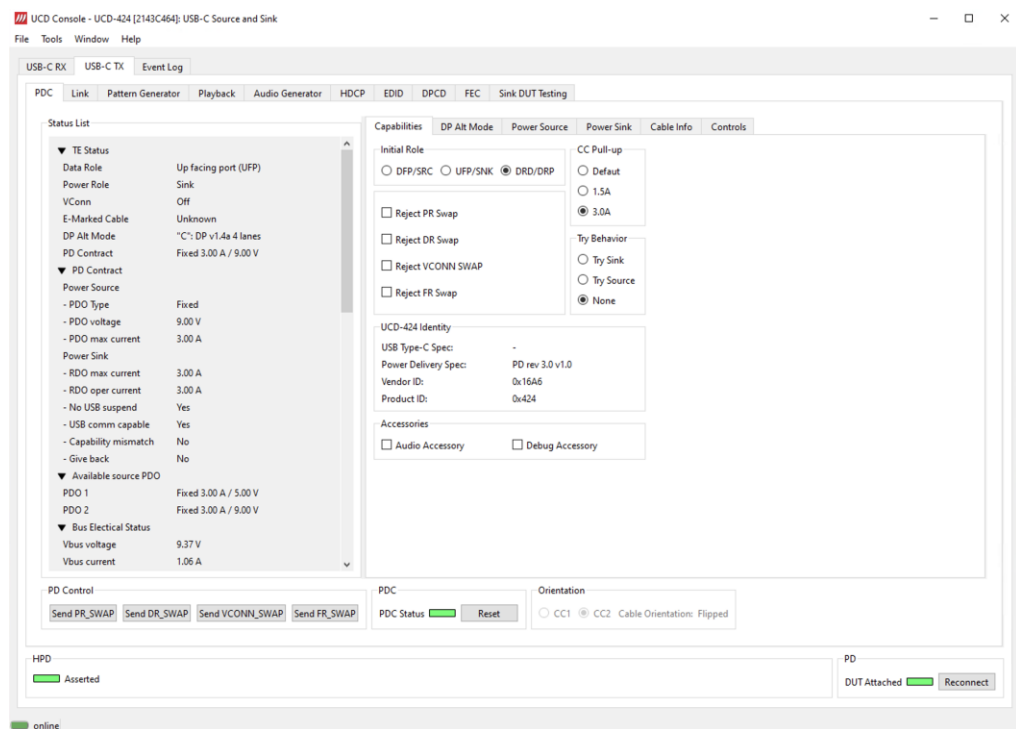 UCD Console - UCD-424 [2143C464]: USB-C Source and Sink
File Tools Window Help
USB-C RX USB-C TX Event Log
PDC Link Pattern Generator Playback Audio Generator HDCP EDID DPCD FEC Sink DUT Testing
Status List
TE Status
Data Role Up facing port (UFP)
Power Role Sink
VConn Off
E-Marked Cable Unknown
DP Alt Mode "C": DP v1.4a 4 lanes
PD Contract Fixed 3.00 A / 9.00 V
PD Contract
Power Source
- PDO Type Fixed
- PDO voltage 9.00 V
- PDO max current 3.00 A
Power Sink
- RDO max current 3.00 A
- RDO oper current 3.00 A
- No USB suspend Yes
- USB comm capable Yes
- Capability mismatch No
- Give back No
Available source PDO
PDO 1 Fixed 3.00 A / 5.00 V
PDO 2 Fixed 3.00 A / 9.00 V
Bus Electical Status
Vbus voltage 9.37 V
Vbus current 1.06 A
Capabilities DP Alt Mode Power Source Power Sink Cable Info Controls
Initial Role
DFP/SRC UFP/SNK DRD/DRP
Reject PR Swap
Reject DR Swap
Reject VCONN SWAP
Reject FR Swap
CC Pull-up
Defaut
1.5A
3.0A
Try Behavior
Try Sink
Try Source
None
UCD-424 Identity
USB Type-C Spec: -
Power Delivery Spec: PD rev 3.0 v1.0
Vendor ID: 0x16A6
Product ID: 0x424
Accessories
Audio Accessory Debug Accessory
PD Control
Send PR_SWAP Send DR_SWAP Send VCONN_SWAP Send FR_SWAP
PDC
PDC Status Reset
Orientation
CC1 CC2 Cable Orientation: Flipped
HPD
Asserted
PD
DUT Attached Reconnect
online